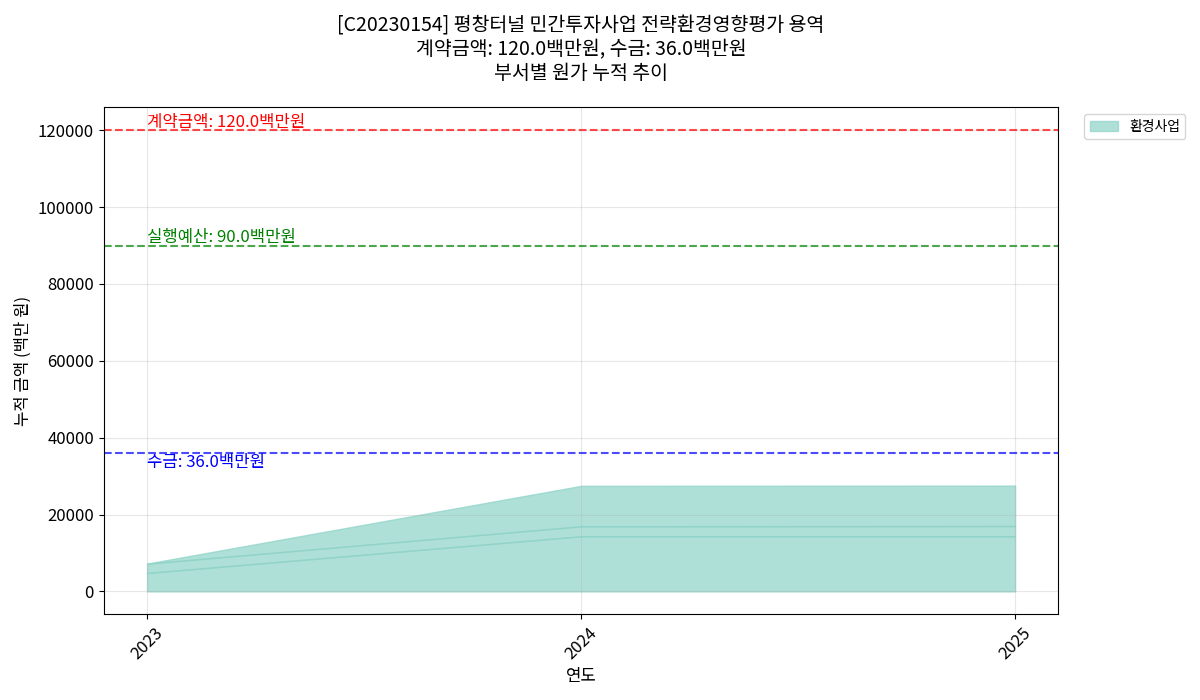 [C20230154] 평창터널 민간투자사업 전략환경영향평가 용역
계약금액: 120.0백만원, 수금: 36.0백만원
부서별 원가 누적 추이
환경사업
계약금액: 120.0백만원
실행예산: 90.0백만원
수금: 36.0백만원
누적 금액 (백만 원)
120000
100000
80000
60000
40000
20000
0
2023
2024
2025
연도